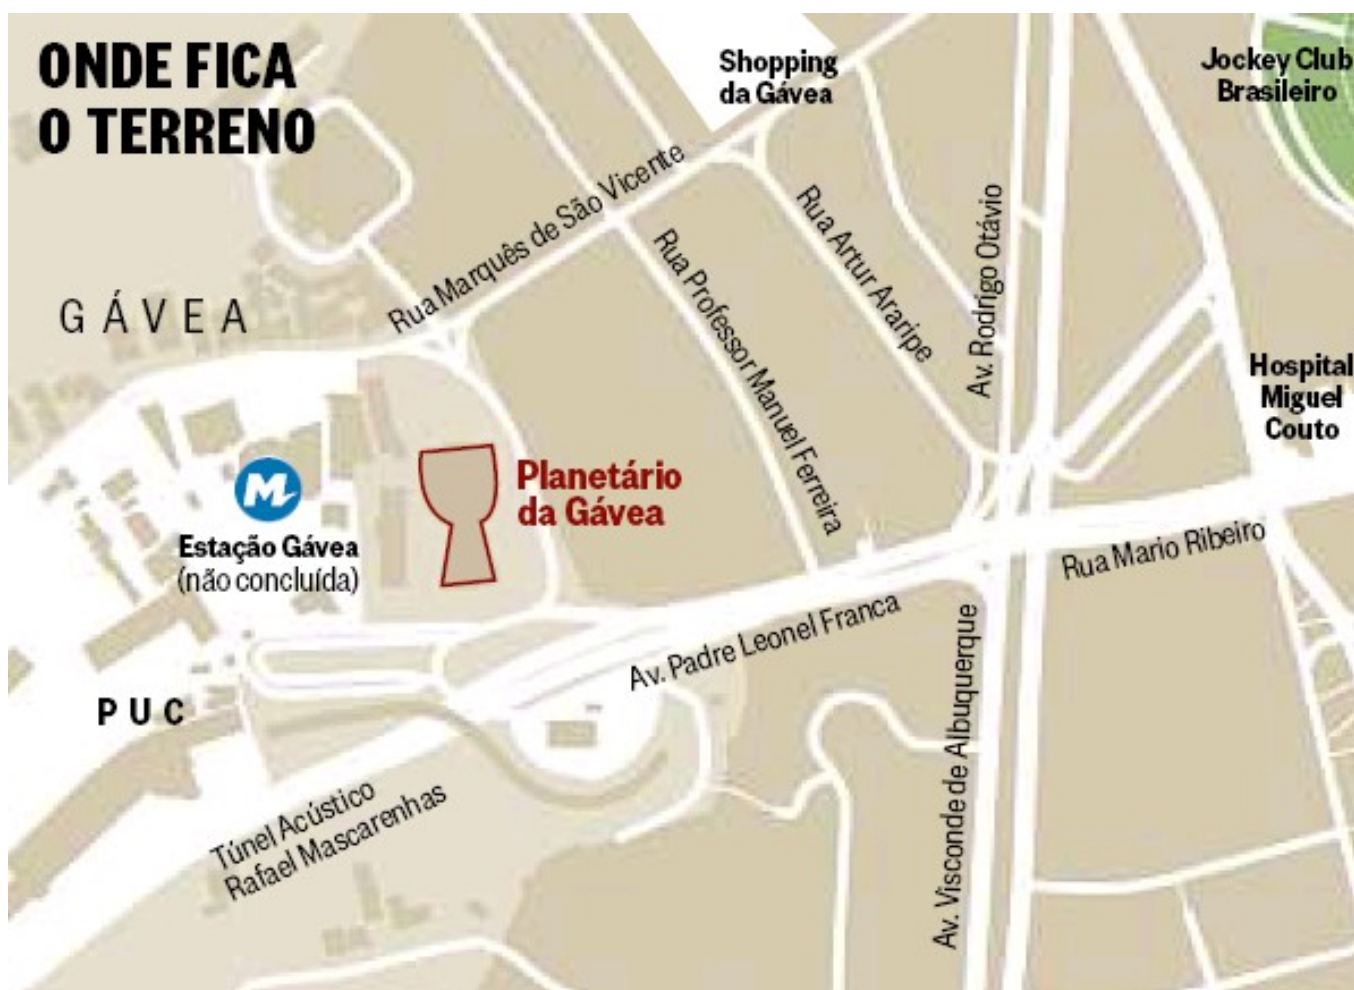 ONDE FICA
O TERRENO
Shopping
da Gávea
Jockey Club
Brasileiro
Rua Marquês de São Vicente
Rua Professor Manuel Ferreira
Rua Artur Araripe
Av. Rodrigo Otávio
GÁVEA
Hospital
Miguel
Couto
M
Planetário
da Gávea
Estação Gávea
(não concluída)
Rua Mario Ribeiro
Av. Padre Leonel Franca
PUC
Av. Visconde de Albuquerque
Túnel Acústico
Rafael Mascarenhas